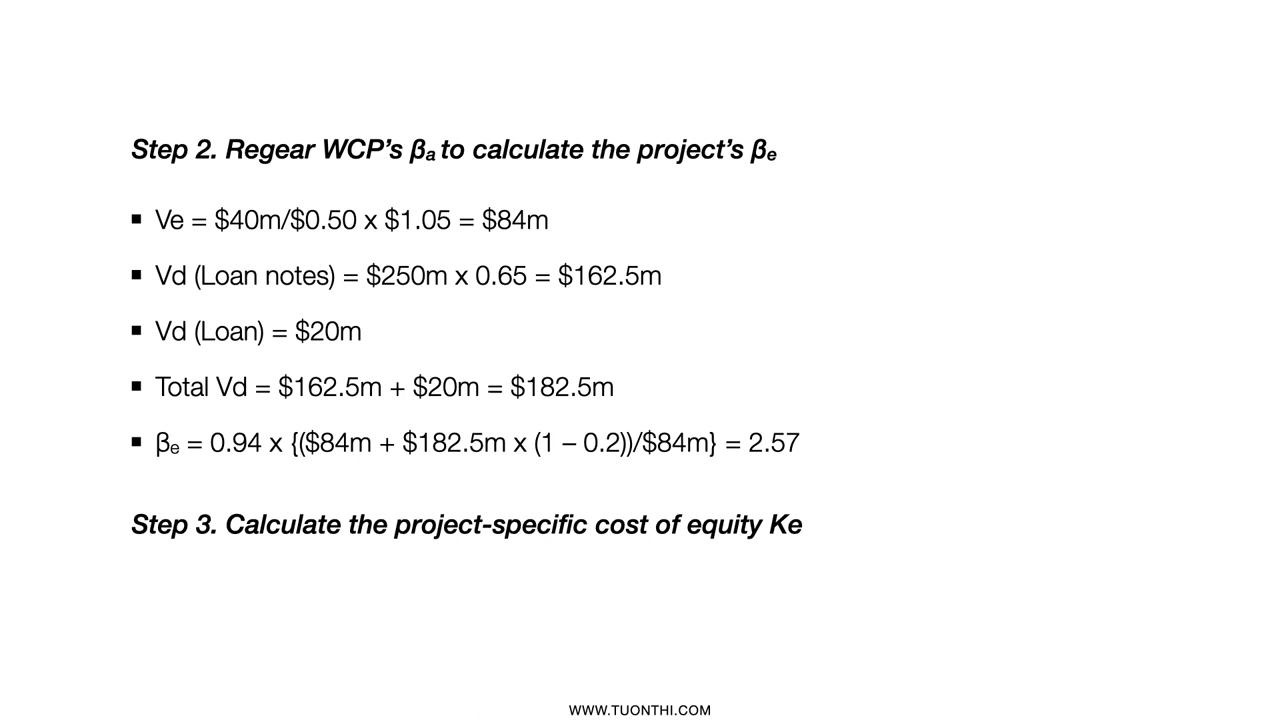 Step 2. Regear WCP’s βa to calculate the project’s βe
▪ Ve = $40m/$0.50 x $1.05 = $84m
▪ Vd (Loan notes) = $250m x 0.65 = $162.5m
▪ Vd (Loan) = $20m
▪ Total Vd = $162.5m + $20m = $182.5m
▪ βe = 0.94 x {($84m + $182.5m x (1 – 0.2))/$84m} = 2.57
Step 3. Calculate the project-specific cost of equity Ke
WWW.TUONTHI.COM